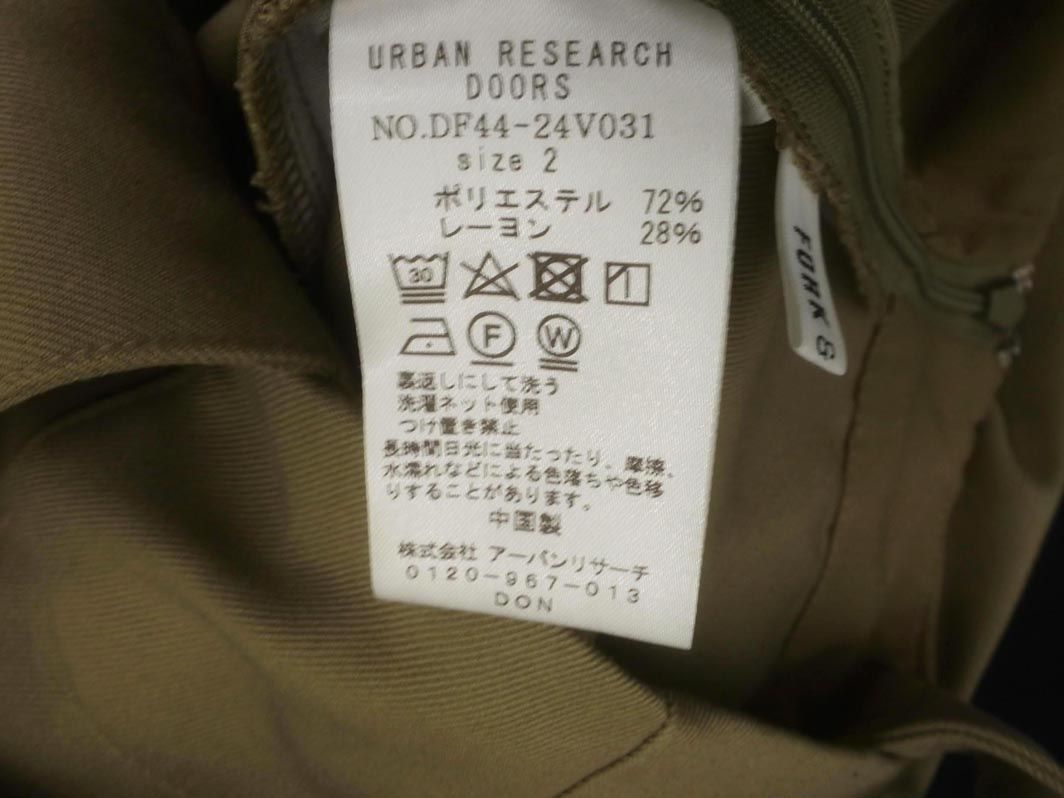 URBAN RESEARCH
DOORS
NO.DF44-24V031
size 2
ポリエステル 72%
レーヨン 28%
30
F W
裏返しにして洗う
洗濯ネット使用
つけ置き禁止
長時間日光に当たったり、摩擦、
水濡れなどによる色落ちや色移
りすることがあります。
中国製
株式会社 アーバンリサーチ
0120-967-013
DON
FORK &